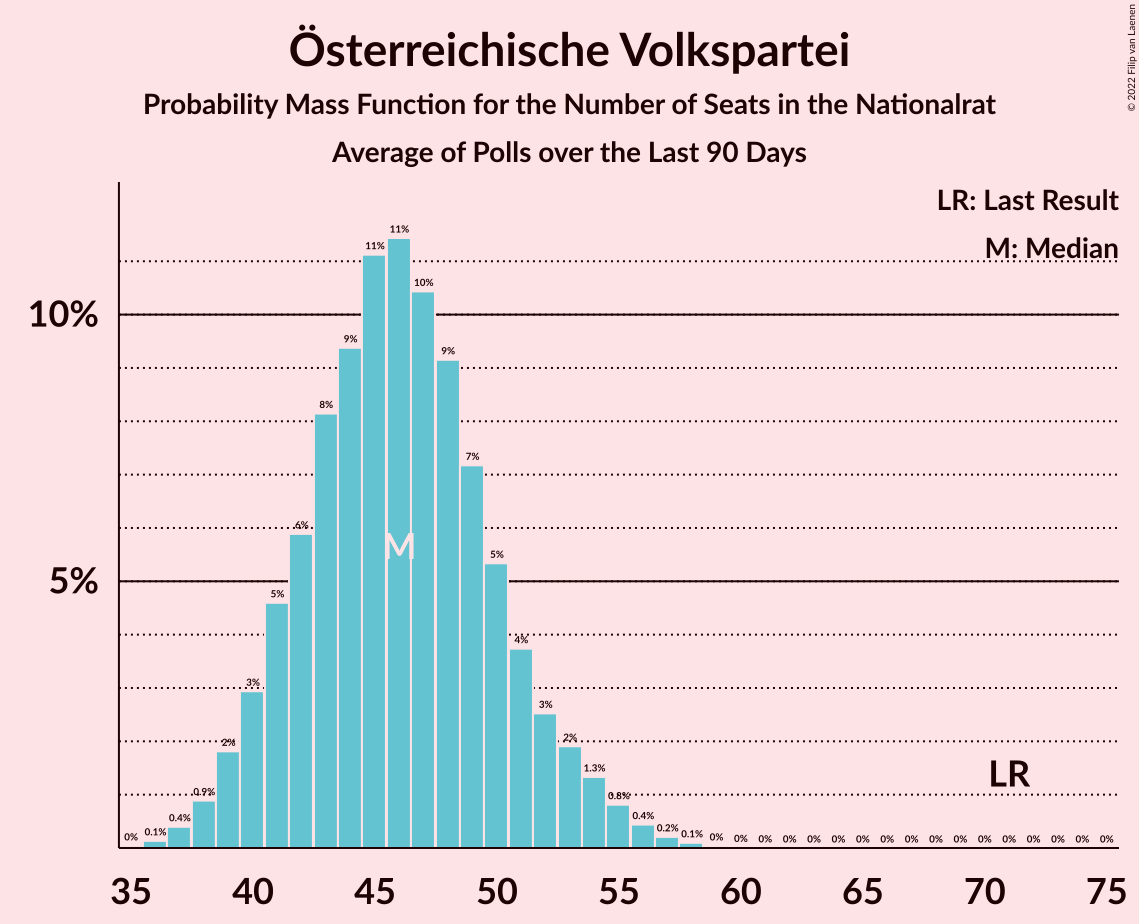 Österreichische Volkspartei
Probability Mass Function for the Number of Seats in the Nationalrat
Average of Polls over the Last 90 Days
© 2022 Filip van Laenen
LR: Last Result
M: Median
10%
5%
0% 0.1% 0.4% 0.9% 2% 3% 5% 6% 8% 9% 11% 11% 10% 9% 7% 5% 4% 3% 2% 1.3% 0.8% 0.4% 0.2% 0.1% 0% 0% 0% 0% 0% 0% 0% 0% 0% 0% 0% 0% 0% 0% 0% 0% 0%
M
LR
35 40 45 50 55 60 65 70 75